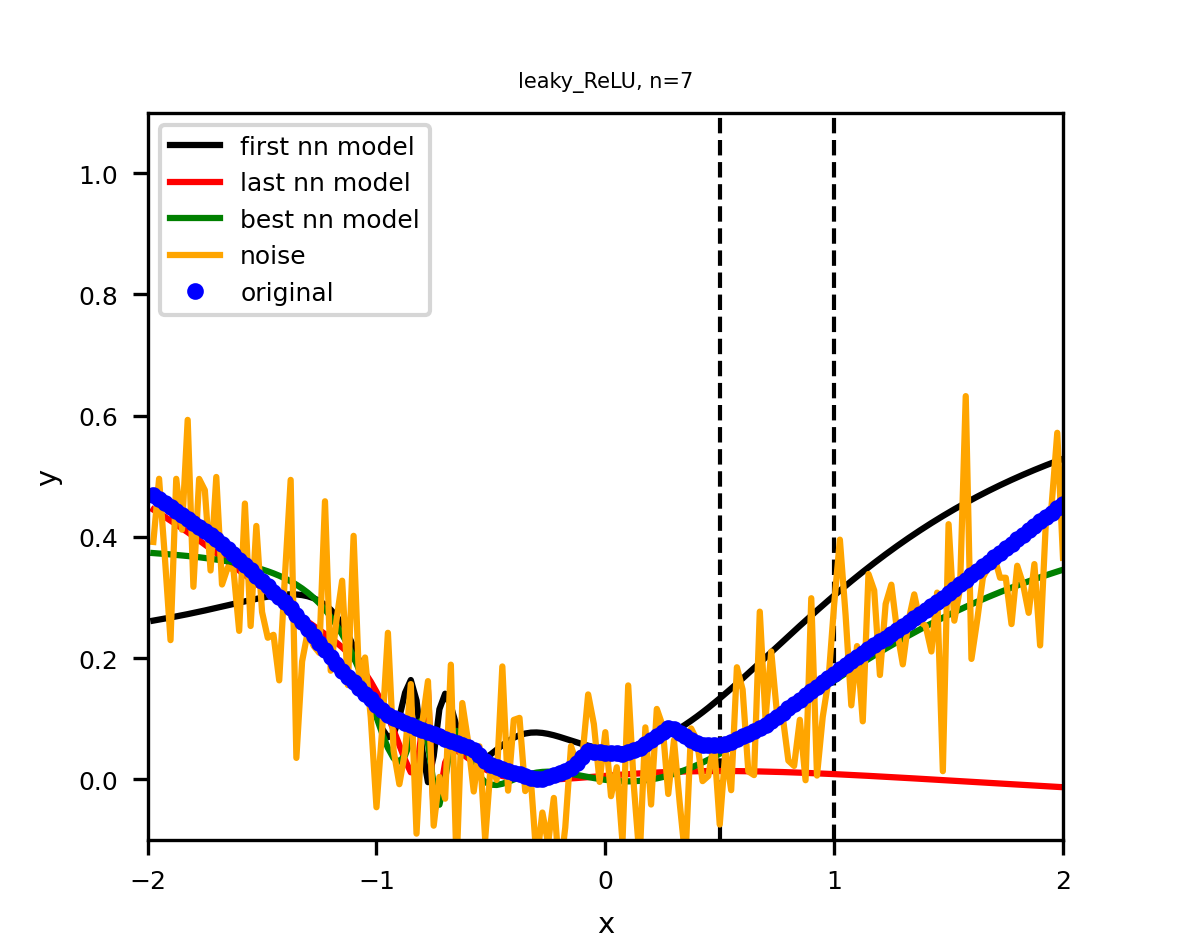 leaky_ReLU, n=7
first nn model
last nn model
best nn model
noise
original
1.0
0.8
0.6
0.4
0.2
0.0
y
−2
−1
0
1
2
x